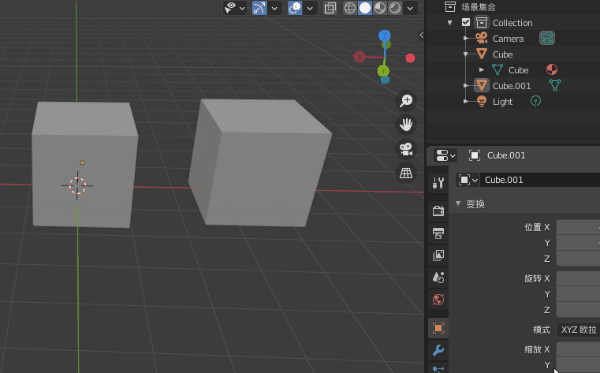 场景集合
Collection
Camera
Cube
Cube
Cube.001
Light
Cube.001
Cube.001
变换
位置 X
Y
Z
旋转 X
Y
Z
模式 XYZ 欧拉
缩放 X
Y